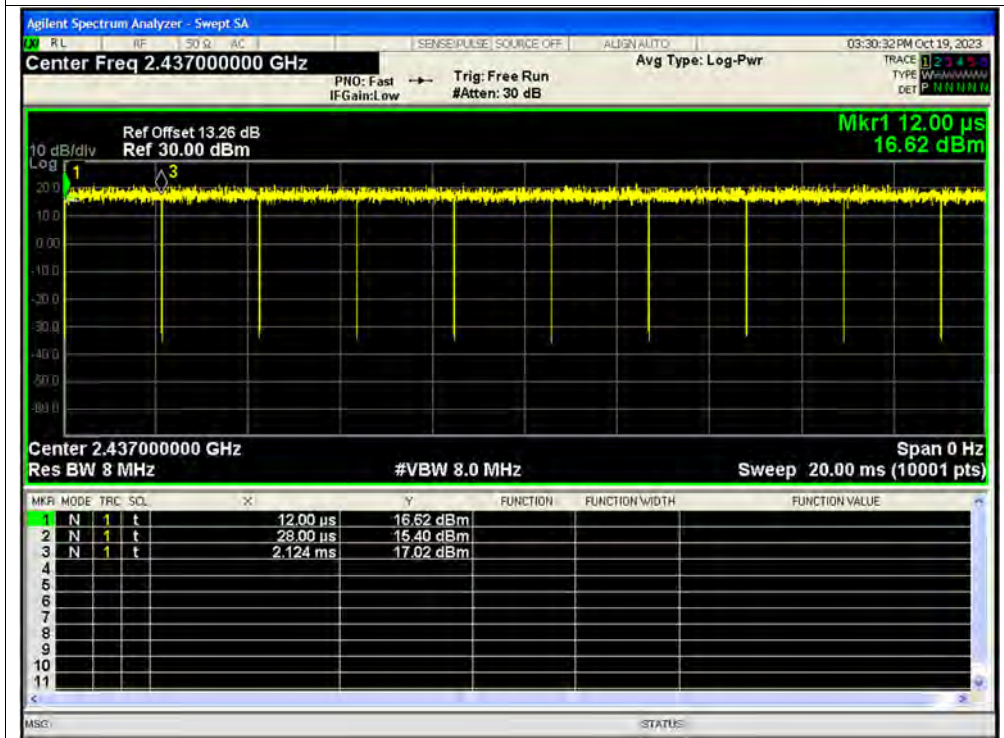 Agilent Spectrum Analyzer - Swept SA
RL RF 50 Ω AC SENSE:PULSE SOURCE OFF ALIGN AUTO 03:30:32 PM Oct 19, 2023
Center Freq 2.437000000 GHz Avg Type: Log-Pwr TRACE 1 2 3 4 5 6
PNO: Fast Trig: Free Run TYPE
IFGain:Low #Atten: 30 dB DET P N N N N N
Mkr1 12.00 µs
Ref Offset 13.26 dB
10 dB/div Ref 30.00 dBm 16.62 dBm
Log
1 3
20.0
10.0
0.00
-10.0
-20.0
-30.0
-40.0
-50.0
-60.0
Center 2.437000000 GHz Span 0 Hz
Res BW 8 MHz #VBW 8.0 MHz Sweep 20.00 ms (10001 pts)
MKR MODE TRC SCL X Y FUNCTION FUNCTION WIDTH FUNCTION VALUE
1 N 1 t 12.00 µs 16.62 dBm
2 N 1 t 28.00 µs 15.40 dBm
3 N 1 t 2.124 ms 17.02 dBm
4
5
6
7
8
9
10
11
MSG STATUS